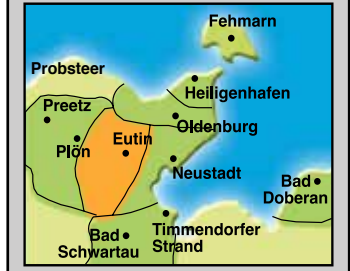 Fehmarn
Probsteer
Heiligenhafen
Preetz
Oldenburg
Plön
Eutin
Neustadt
Bad
Doberan
Bad
Schwartau
Timmendorfer
Strand